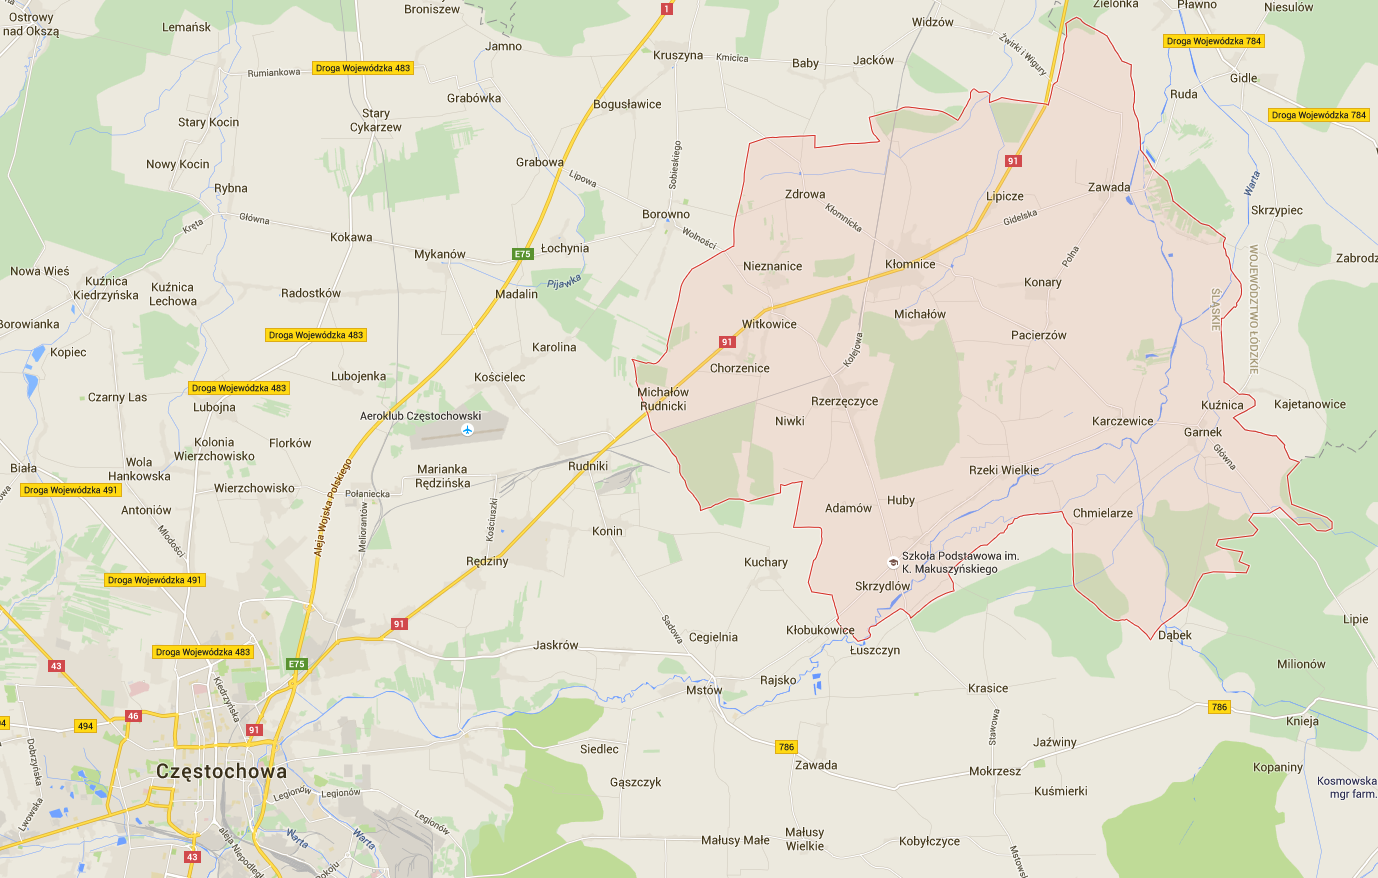 Ostrowy
nad Okszą
Lemańsk
Broniszew
1
Widzów
Zielonka
Pławno
Niesulów
Jamno
Kruszyna
Kmicica
Baby
Jacków
Żwirki i Wigury
Droga Wojewódzka 784
Rumiankowa
Droga Wojewódzka 483
Gidle
Grabówka
Bogusławice
Ruda
Droga Wojewódzka 784
Stary Kocin
Stary
Cykarzew
Nowy Kocin
Grabowa
Sobieskiego
91
Rybna
Lipowa
Zdrowa
Lipicze
Zawada
Warta
Kręta
Główna
Borowno
Kłomnicka
Gidelska
Skrzypiec
Kokawa
Mykanów
E75
Łochynia
Wolności
Polna
WOJEWÓDZTWO ŁÓDZKIE
ŚLĄSKIE
Zabrodz
Nowa Wieś
Nieznanice
Kłomnice
Kuźnica
Kiedrzyńska
Kuźnica
Lechowa
Radostków
Madalin
Pijawka
Konary
Borowianka
Droga Wojewódzka 483
Witkowice
Michałów
Kopiec
Karolina
91
Kolejowa
Pacierzów
Lubojenka
Kościelec
Chorzenice
Droga Wojewódzka 483
Czarny Las
Lubojna
Michałów
Rudnicki
Rzerzęczyce
Kuźnica
Kajetanowice
Aeroklub Częstochowski
Niwki
Karczewice
Garnek
Kolonia
Wierzchowisko
Florków
Główna
Biała
Wola
Hankowska
Marianka
Rędzińska
Rudniki
Rzeki Wielkie
Droga Wojewódzka 491
Wierzchowisko
Połaniecka
Aleja Wojska Polskiego
Antoniów
Meliorantów
Kościuszki
Adamów
Huby
Chmielarze
Młodości
Konin
Rędziny
Kuchary
Szkoła Podstawowa im.
K. Makuszyńskiego
Droga Wojewódzka 491
Skrzydlów
91
Sadowa
Cegielnia
Kłobukowice
Lipie
Droga Wojewódzka 483
Jaskrów
Łuszczyn
Dąbek
43
E75
Milionów
Kiedrzyńska
Mstów
Rajsko
Krasice
46
786
494
91
Stawowa
Knieja
Dobrzyńska
Siedlec
786
Jaźwiny
Częstochowa
Zawada
Mokrzesz
Kopaniny
Gąszczyk
Kuśmierki
Kosmowska
mgr farm.
Legionów
Legionów
Legionów
Lwowska
Warta
Warta
Małusy Małe
Małusy
Wielkie
Kobyłczyce
43